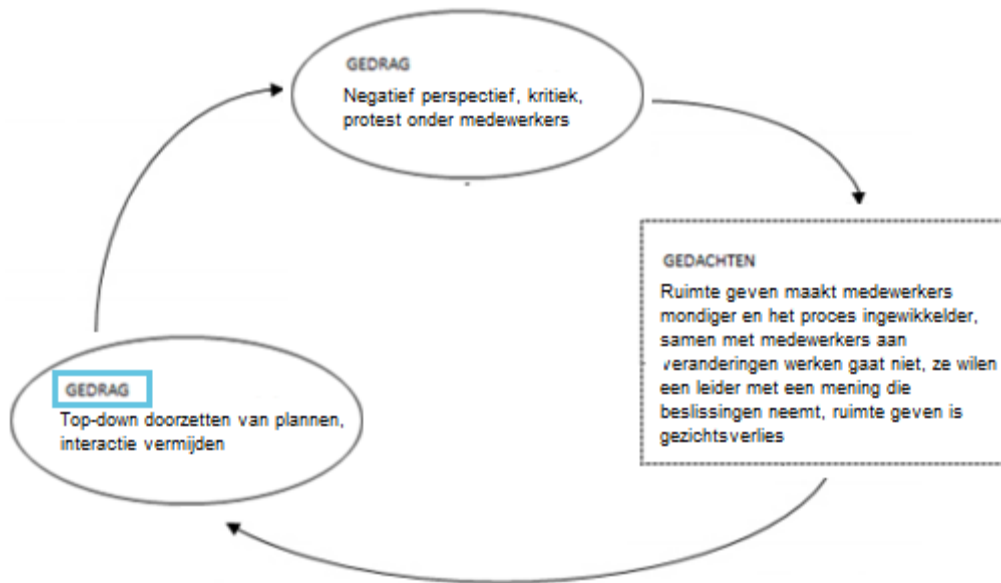 GEDRAG
Negatief perspectief, kritiek,
protest onder medewerkers
GEDACHTEN
Ruimte geven maakt medewerkers
mondiger en het proces ingewikkelder,
samen met medewerkers aan
veranderingen werken gaat niet, ze wilen
een leider met een mening die
beslissingen neemt, ruimte geven is
gezichtsverlies
GEDRAG
Top-down doorzetten van plannen,
interactie vermijden